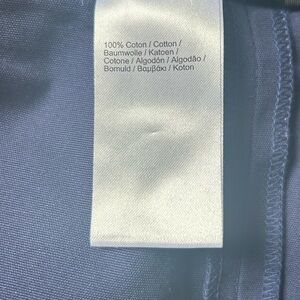 100% Coton / Cotton /
Baumwolle / Katoen /
Cotone / Algodón / Algodão /
Bomuld / Βαμβάκι / Koton